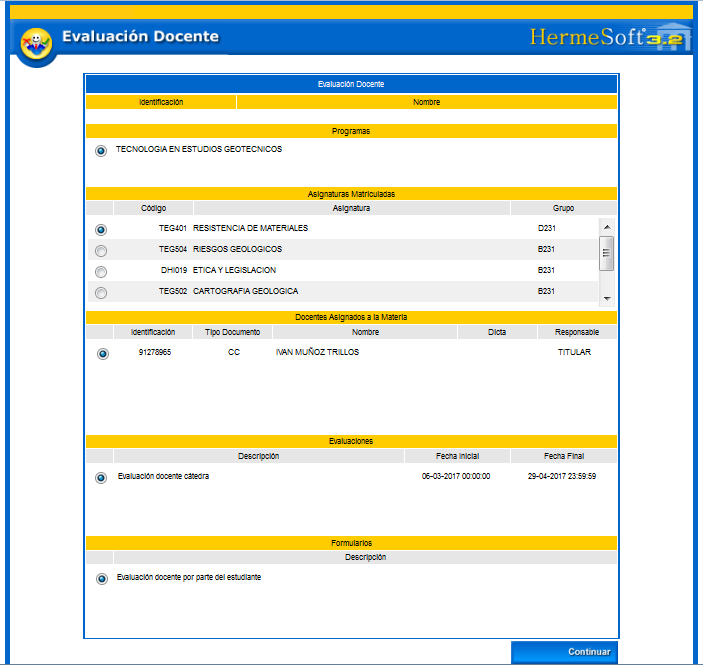 Evaluación Docente
HermeSoft 3.2
Evaluación Docente
Identificación Nombre
Programas
TECNOLOGIA EN ESTUDIOS GEOTECNICOS
Asignaturas Matriculadas
Código Asignatura Grupo
TEG401 RESISTENCIA DE MATERIALES D231
TEG504 RIESGOS GEOLOGICOS B231
DHI019 ETICA Y LEGISLACION B231
TEG502 CARTOGRAFIA GEOLOGICA B231
Docentes Asignados a la Materia
Identificación Tipo Documento Nombre Dicta Responsable
91278965 CC IVAN MUÑOZ TRILLOS TITULAR
Evaluaciones
Descripción Fecha Inicial Fecha Final
Evaluación docente cátedra 06-03-2017 00:00:00 29-04-2017 23:59:59
Formularios
Descripción
Evaluación docente por parte del estudiante
Continuar